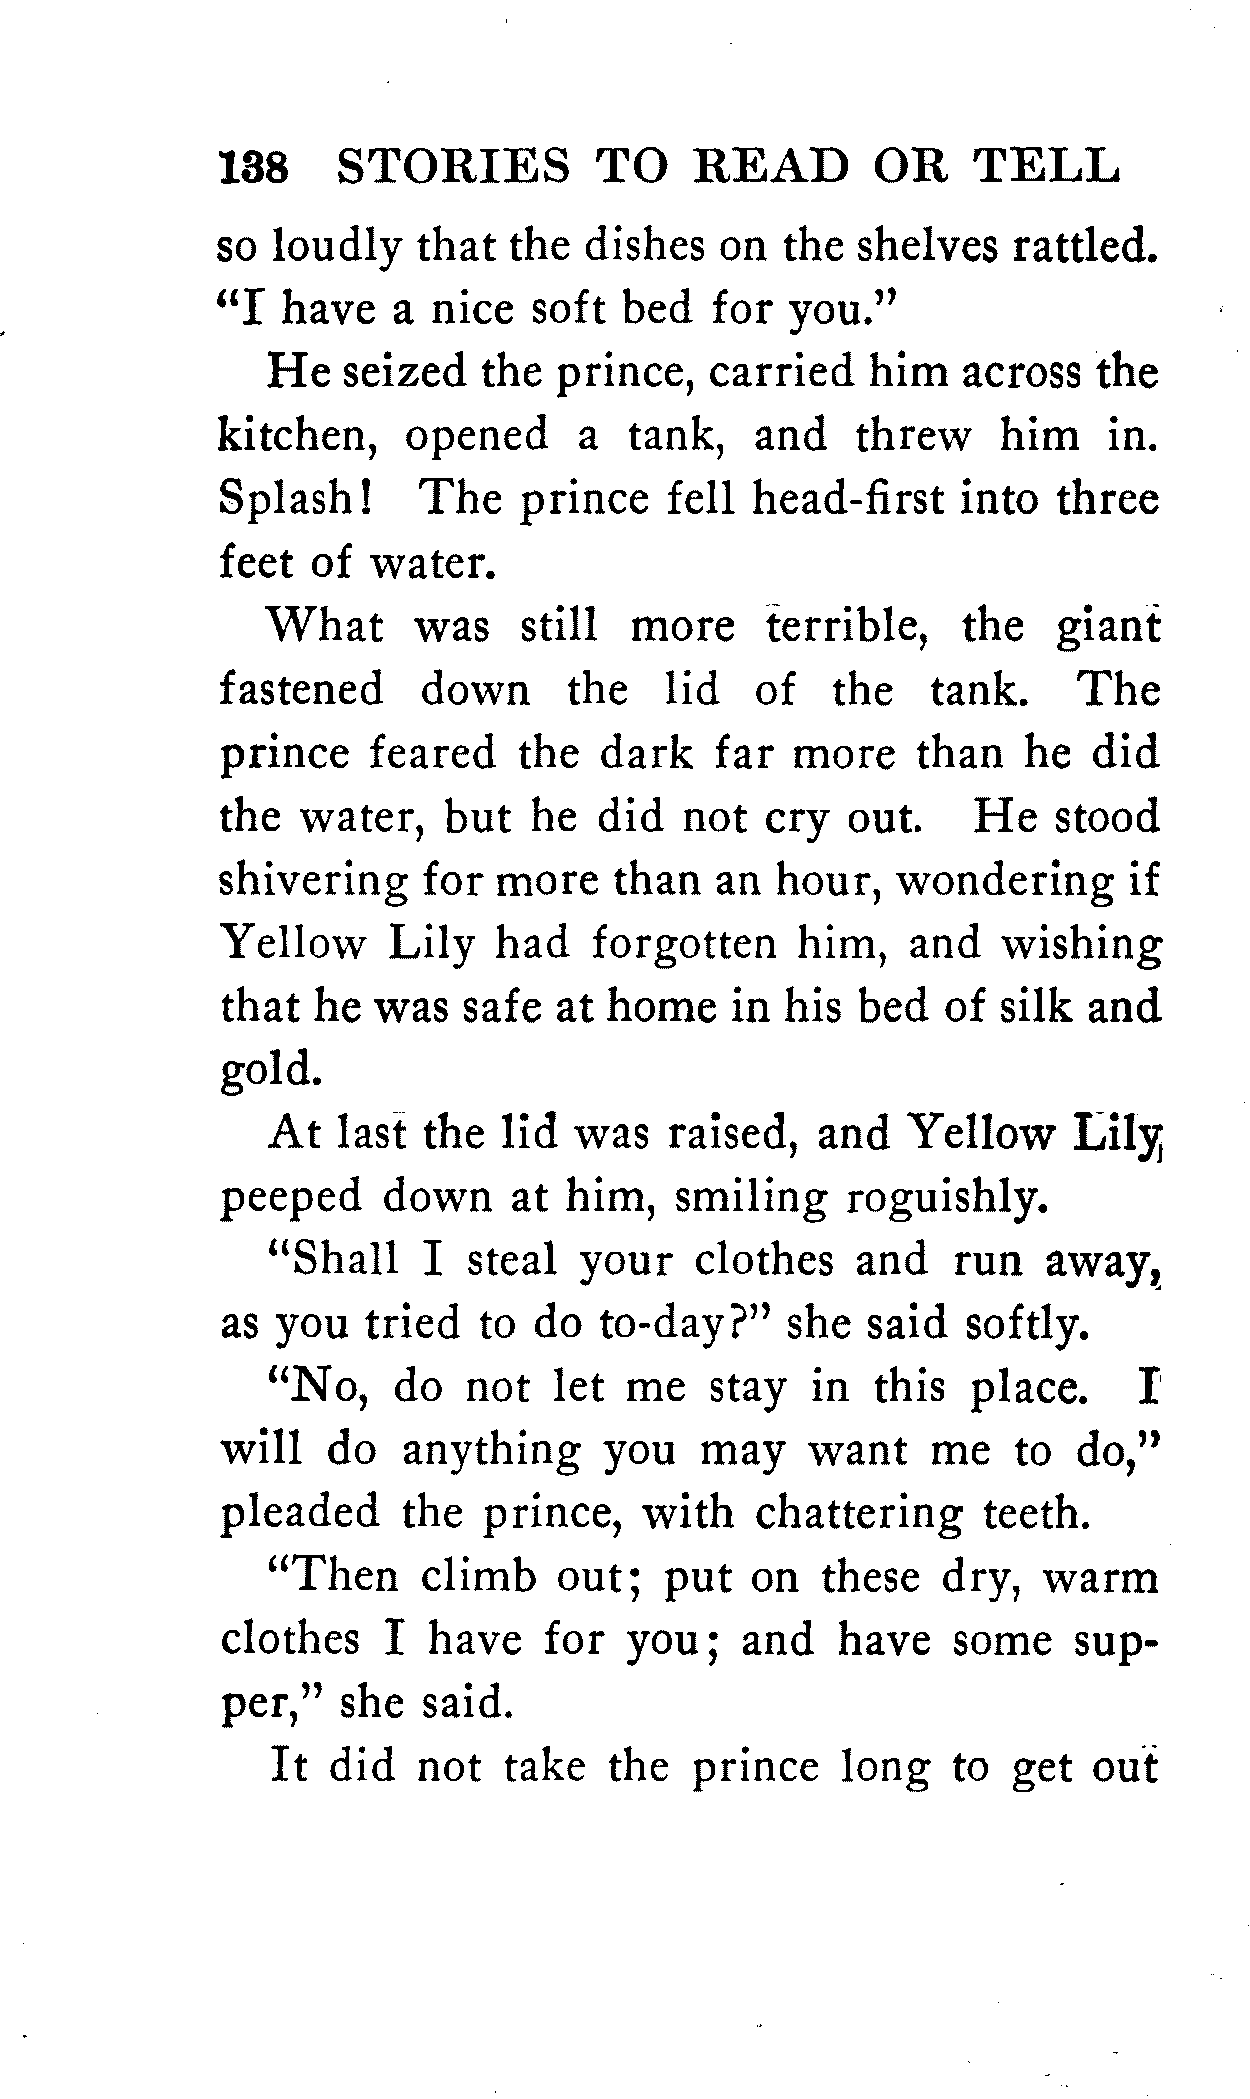 138 STORIES TO READ OR TELL
so loudly that the dishes on the shelves rattled.
“I have a nice soft bed for you.”
He seized the prince, carried him across the
kitchen, opened a tank, and threw him in.
Splash! The prince fell head-first into three
feet of water.
What was still more terrible, the giant
fastened down the lid of the tank. The
prince feared the dark far more than he did
the water, but he did not cry out. He stood
shivering for more than an hour, wondering if
Yellow Lily had forgotten him, and wishing
that he was safe at home in his bed of silk and
gold.
At last the lid was raised, and Yellow Lily
peeped down at him, smiling roguishly.
“Shall I steal your clothes and run away,
as you tried to do to-day?” she said softly.
“No, do not let me stay in this place. I
will do anything you may want me to do,”
pleaded the prince, with chattering teeth.
“Then climb out; put on these dry, warm
clothes I have for you; and have some sup-
per,” she said.
It did not take the prince long to get out